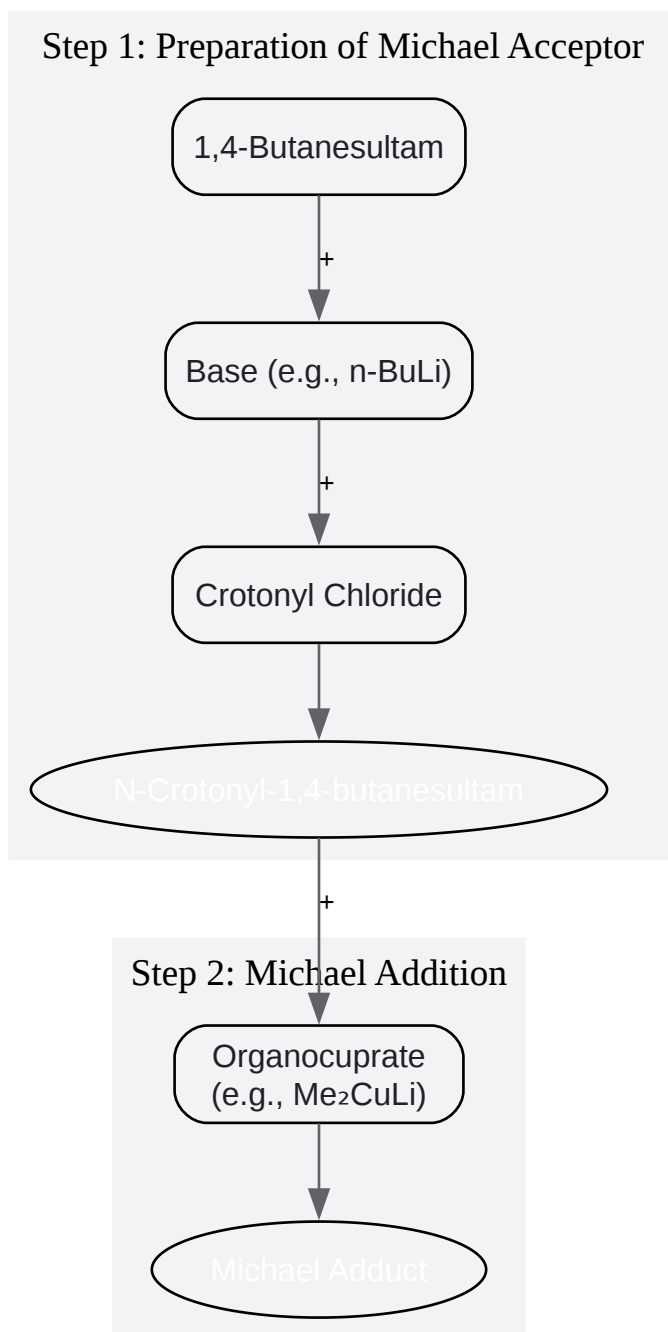 Step 1: Preparation of Michael Acceptor
1,4-Butanesultam
+
Base (e.g., n-BuLi)
+
Crotonyl Chloride
N-Crotonyl-1,4-butanesultam
+
Step 2: Michael Addition
Organocuprate
(e.g., Me₂CuLi)
Michael Adduct